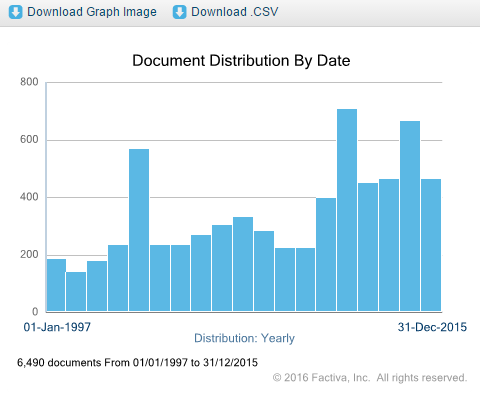 Download Graph Image Download .CSV
Document Distribution By Date
800
600
400
200
0
01-Jan-1997 31-Dec-2015
Distribution: Yearly
6,490 documents From 01/01/1997 to 31/12/2015
© 2016 Factiva, Inc. All rights reserved.